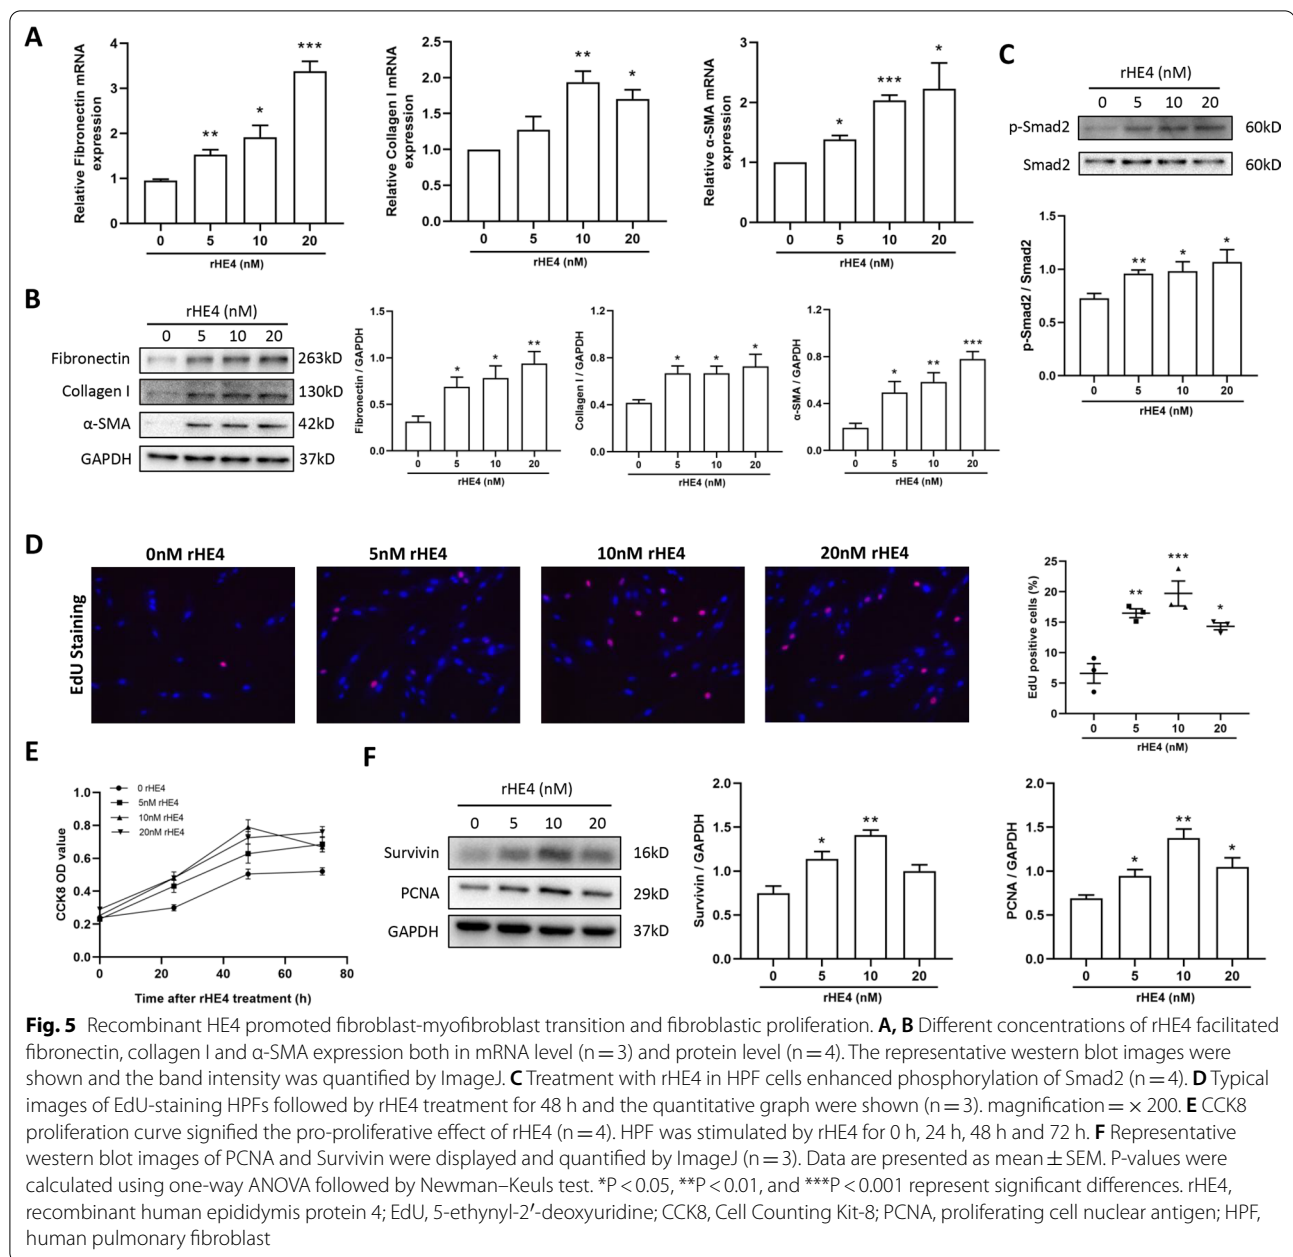 A
Relative Fibronectin mRNA
expression
4
3
2
1
0
**
*
***
0 5 10 20
rHE4 (nM)
Relative Collagen I mRNA
expression
2.5
2.0
1.5
1.0
0.5
0.0
**
*
0 5 10 20
rHE4 (nM)
Relative α-SMA mRNA
expression
3
2
1
0
*
***
*
0 5 10 20
rHE4 (nM)
C
rHE4 (nM)
0 5 10 20
p-Smad2 60kD
Smad2 60kD
p-Smad2 / Smad2
1.5
1.0
0.5
0.0
**
*
*
0 5 10 20
rHE4 (nM)
B
rHE4 (nM)
0 5 10 20
Fibronectin 263kD
Collagen I 130kD
α-SMA 42kD
GAPDH 37kD
Fibronectin / GAPDH
1.5
1.0
0.5
0.0
*
*
**
0 5 10 20
rHE4 (nM)
Collagen I / GAPDH
1.2
0.8
0.4
0.0
*
*
*
0 5 10 20
rHE4 (nM)
α-SMA / GAPDH
1.2
0.8
0.4
0.0
*
**
***
0 5 10 20
rHE4 (nM)
D
0nM rHE4 5nM rHE4 10nM rHE4 20nM rHE4
EdU Staining
EdU positive cells (%)
25
20
15
10
5
0
**
***
*
0 5 10 20
rHE4 (nM)
E
CCK8 OD value
1.0
0.8
0.6
0.4
0.2
0.0
0 rHE4
5nM rHE4
10nM rHE4
20nM rHE4
0 20 40 60 80
Time after rHE4 treatment (h)
F
rHE4 (nM)
0 5 10 20
Survivin 16kD
PCNA 29kD
GAPDH 37kD
Survivin / GAPDH
2.0
1.5
1.0
0.5
0.0
*
**
0 5 10 20
rHE4 (nM)
PCNA / GAPDH
2.0
1.5
1.0
0.5
0.0
*
**
*
0 5 10 20
rHE4 (nM)
Fig. 5 Recombinant HE4 promoted fibroblast-myofibroblast transition and fibroblastic proliferation. A, B Different concentrations of rHE4 facilitated
fibronectin, collagen I and α-SMA expression both in mRNA level (n = 3) and protein level (n = 4). The representative western blot images were
shown and the band intensity was quantified by ImageJ. C Treatment with rHE4 in HPF cells enhanced phosphorylation of Smad2 (n = 4). D Typical
images of EdU-staining HPFs followed by rHE4 treatment for 48 h and the quantitative graph were shown (n = 3). magnification = × 200. E CCK8
proliferation curve signified the pro-proliferative effect of rHE4 (n = 4). HPF was stimulated by rHE4 for 0 h, 24 h, 48 h and 72 h. F Representative
western blot images of PCNA and Survivin were displayed and quantified by ImageJ (n = 3). Data are presented as mean ± SEM. P-values were
calculated using one-way ANOVA followed by Newman–Keuls test. *P < 0.05, **P < 0.01, and ***P < 0.001 represent significant differences. rHE4,
recombinant human epididymis protein 4; EdU, 5-ethynyl-2′-deoxyuridine; CCK8, Cell Counting Kit-8; PCNA, proliferating cell nuclear antigen; HPF,
human pulmonary fibroblast